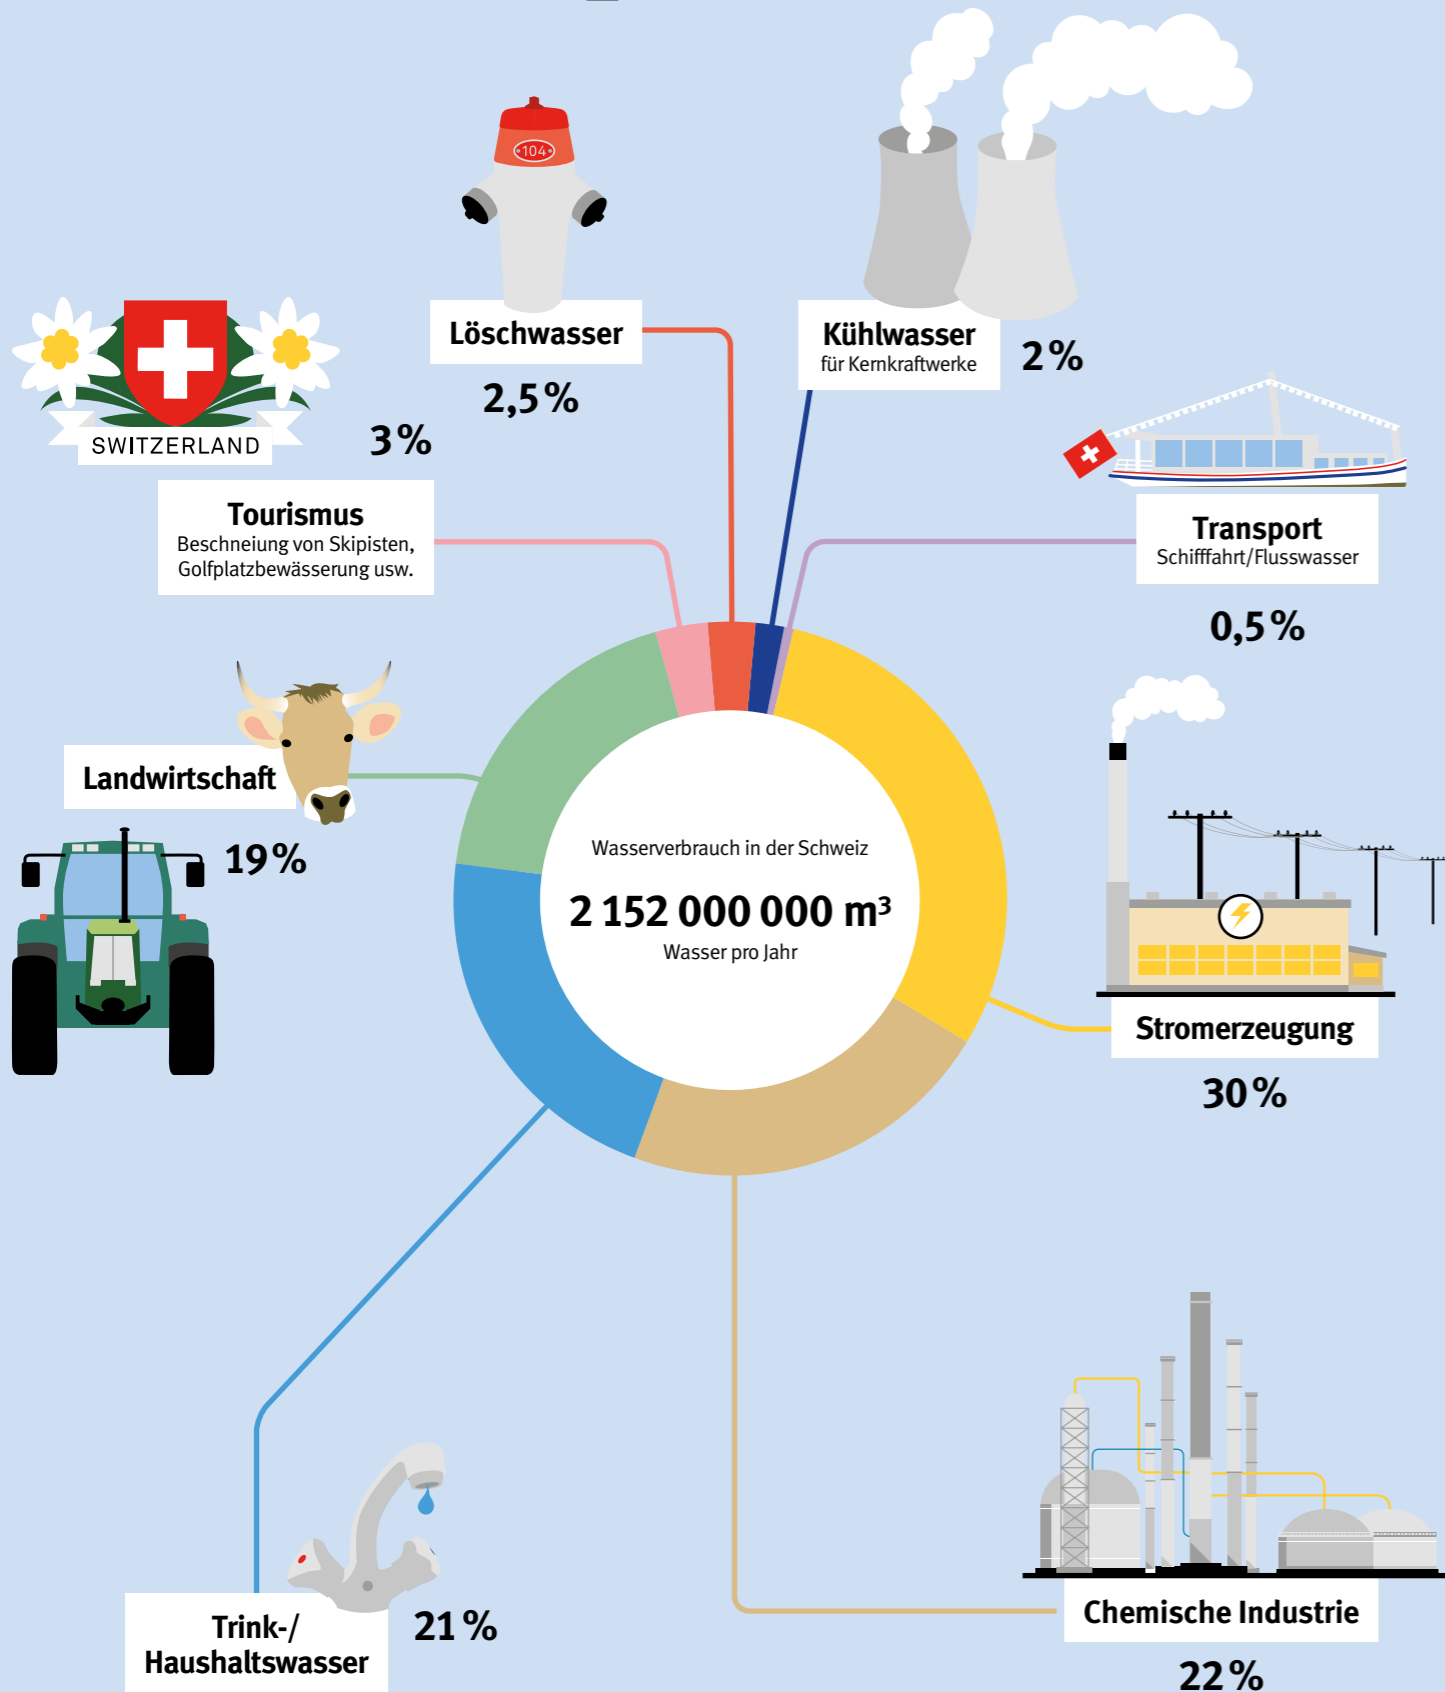 104
Löschwasser
2,5 %
Kühlwasser
für Kernkraftwerke
2 %
SWITZERLAND
3 %
Tourismus
Beschneiung von Skipisten,
Golfplatzbewässerung usw.
Transport
Schifffahrt/Flusswasser
0,5 %
Landwirtschaft
19 %
Wasserverbrauch in der Schweiz
2 152 000 000 m³
Wasser pro Jahr
Stromerzeugung
30 %
Trink-/
Haushaltswasser
21 %
Chemische Industrie
22 %